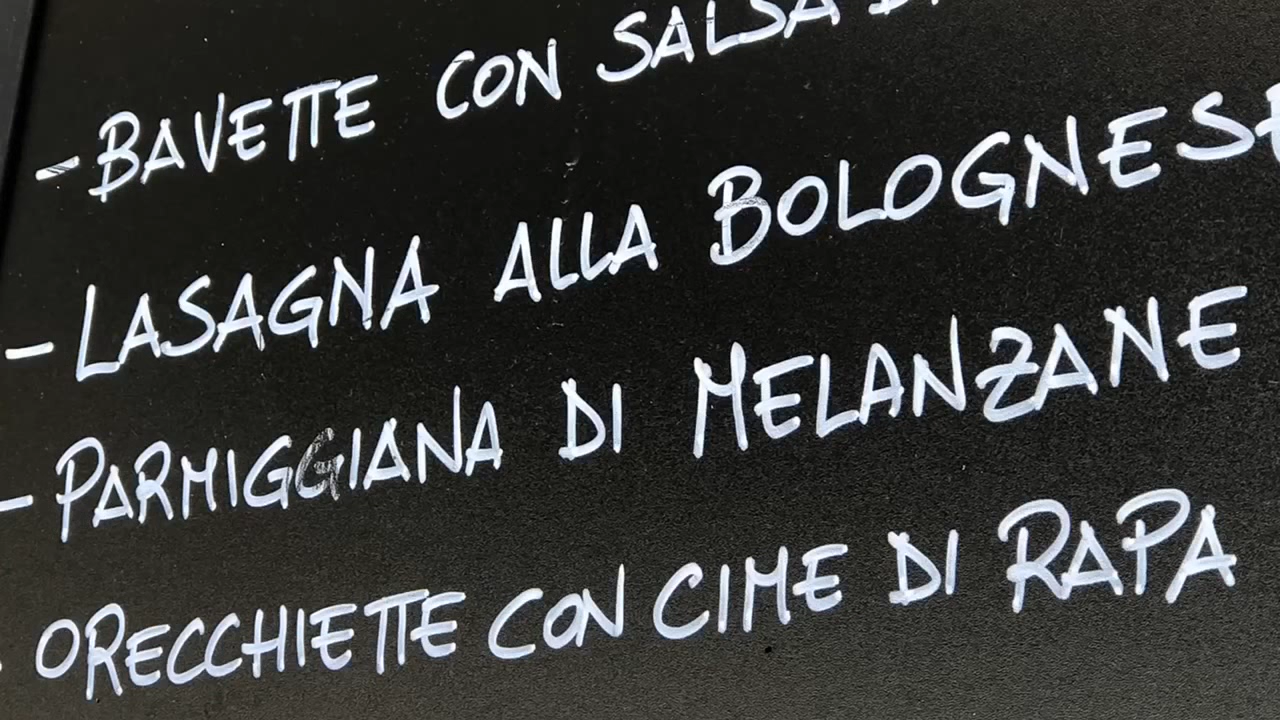 - BAVETTE CON SALSA
- LASAGNA ALLA BOLOGNESE
- PARMIGGIANA DI MELANZANE
- ORECCHIETTE CON CIME DI RAPA